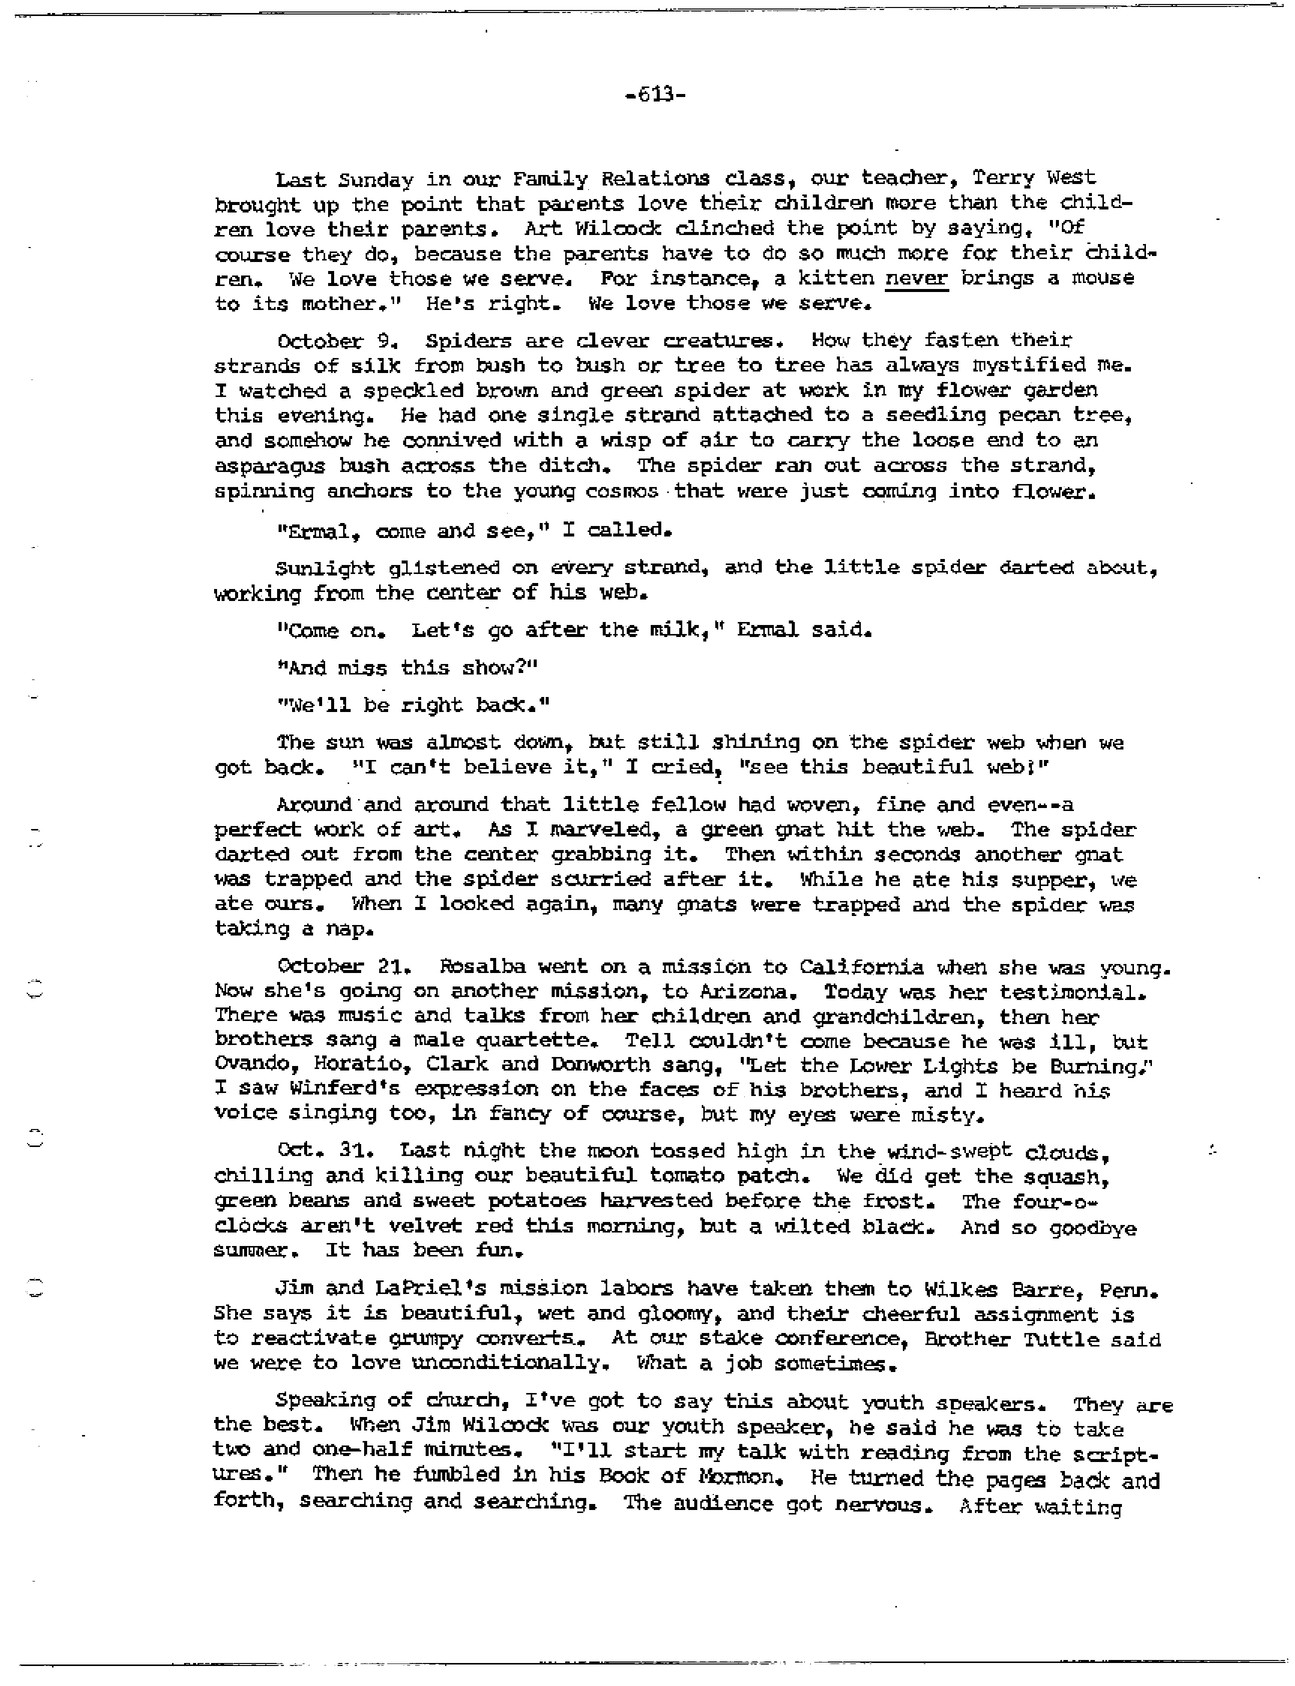 -613-
Last Sunday in our Family Relations class, our teacher, Terry West
brought up the point that parents love their children more than the child-
ren love their parents. Art Wilcock clinched the point by saying, "Of
course they do, because the parents have to do so much more for their child-
ren. We love those we serve. For instance, a kitten never brings a mouse
to its mother." He's right. We love those we serve.
October 9. Spiders are clever creatures. How they fasten their
strands of silk from bush to bush or tree to tree has always mystified me.
I watched a speckled brown and green spider at work in my flower garden
this evening. He had one single strand attached to a seedling pecan tree,
and somehow he connived with a wisp of air to carry the loose end to an
asparagus bush across the ditch. The spider ran out across the strand,
spinning anchors to the young cosmos that were just coming into flower.
"Ermal, come and see," I called.
Sunlight glistened on every strand, and the little spider darted about,
working from the center of his web.
"Come on. Let's go after the milk," Ermal said.
"And miss this show?"
"We'll be right back."
The sun was almost down, but still shining on the spider web when we
got back. "I can't believe it," I cried, "see this beautiful web!"
Around and around that little fellow had woven, fine and even--a
perfect work of art. As I marveled, a green gnat hit the web. The spider
darted out from the center grabbing it. Then within seconds another gnat
was trapped and the spider scurried after it. While he ate his supper, we
ate ours. When I looked again, many gnats were trapped and the spider was
taking a nap.
October 21. Rosalba went on a mission to California when she was young.
Now she's going on another mission, to Arizona. Today was her testimonial.
There was music and talks from her children and grandchildren, then her
brothers sang a male quartette. Tell couldn't come because he was ill, but
Ovando, Horatio, Clark and Donworth sang, "Let the Lower Lights be Burning."
I saw Winferd's expression on the faces of his brothers, and I heard his
voice singing too, in fancy of course, but my eyes were misty.
Oct. 31. Last night the moon tossed high in the wind-swept clouds,
chilling and killing our beautiful tomato patch. We did get the squash,
green beans and sweet potatoes harvested before the frost. The four-o-
clocks aren't velvet red this morning, but a wilted black. And so goodbye
summer. It has been fun.
Jim and LaPriel's mission labors have taken them to Wilkes Barre, Penn.
She says it is beautiful, wet and gloomy, and their cheerful assignment is
to reactivate grumpy converts. At our stake conference, Brother Tuttle said
we were to love unconditionally. What a job sometimes.
Speaking of church, I've got to say this about youth speakers. They are
the best. When Jim Wilcock was our youth speaker, he said he was to take
two and one-half minutes. "I'll start my talk with reading from the script-
ures." Then he fumbled in his Book of Mormon. He turned the pages back and
forth, searching and searching. The audience got nervous. After waiting